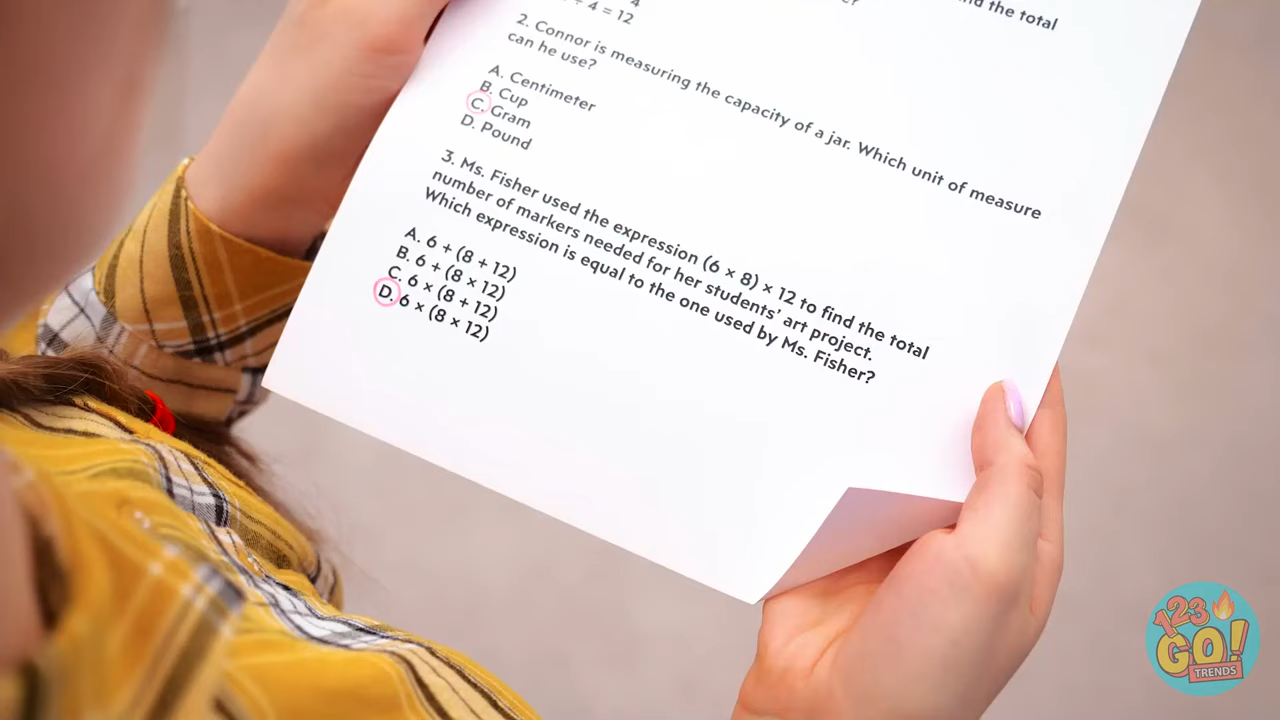 nd the total
÷ 4 = 12
2. Connor is measuring the capacity of a jar. Which unit of measure
can he use?
A. Centimeter
B. Cup
C. Gram
D. Pound
3. Ms. Fisher used the expression (6 × 8) × 12 to find the total
number of markers needed for her students’ art project.
Which expression is equal to the one used by Ms. Fisher?
A. 6 + (8 + 12)
B. 6 + (8 × 12)
C. 6 × (8 + 12)
D. 6 × (8 × 12)
123
GO!
TRENDS